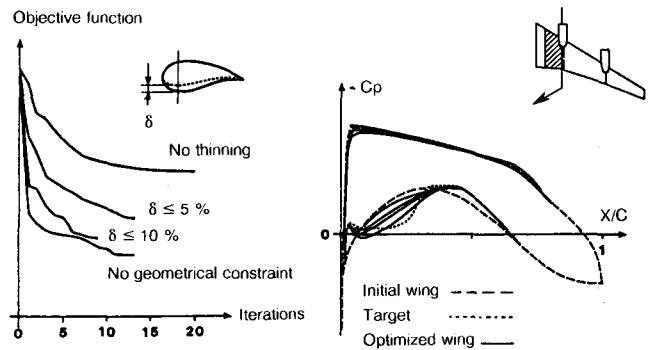 Objective function
δ
No thinning
δ ≤ 5 %
δ ≤ 10 %
No geometrical constraint
Iterations
0 5 10 15 20
- Cp
X/C
0
1
Initial wing
Target
Optimized wing